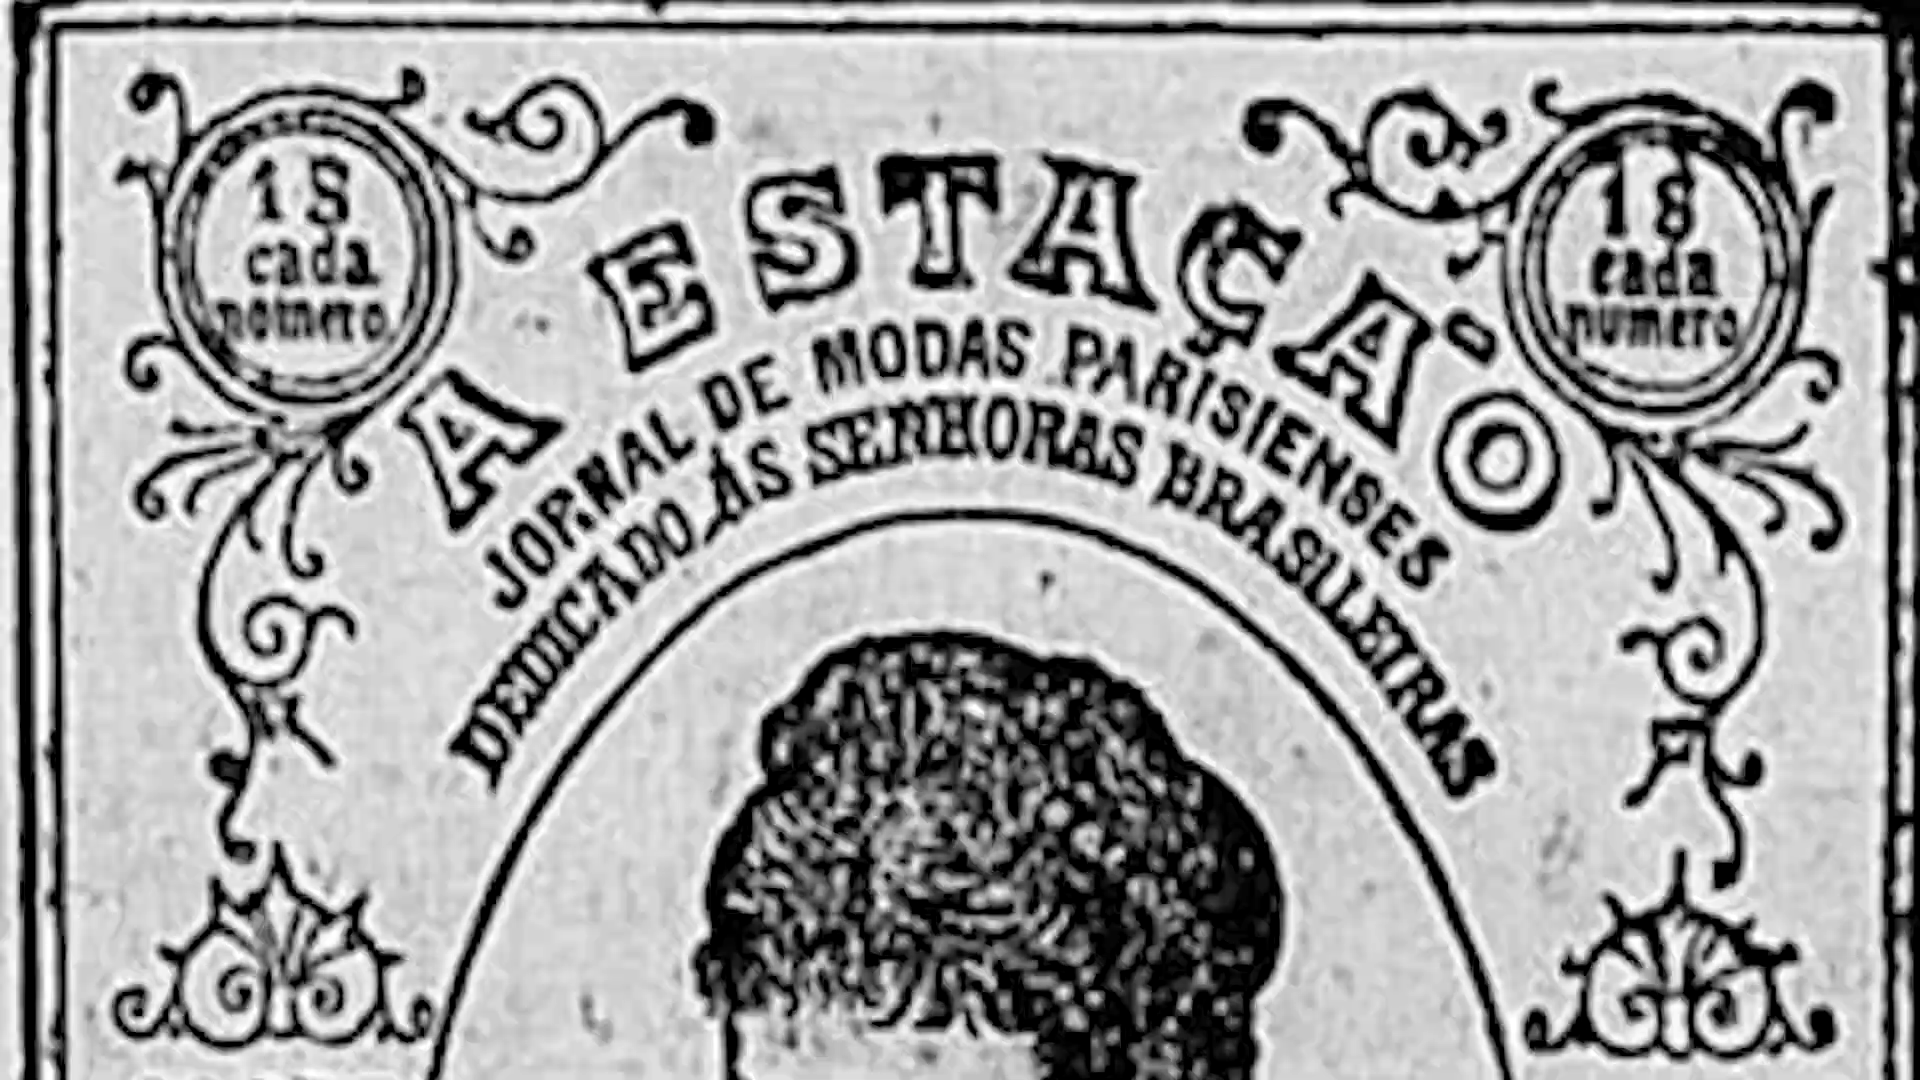 1$
cada
numero
1$
cada
numero
A ESTAÇÃO
JORNAL DE MODAS PARISIENSES
DEDICADO ÁS SENHORAS BRASILEIRAS